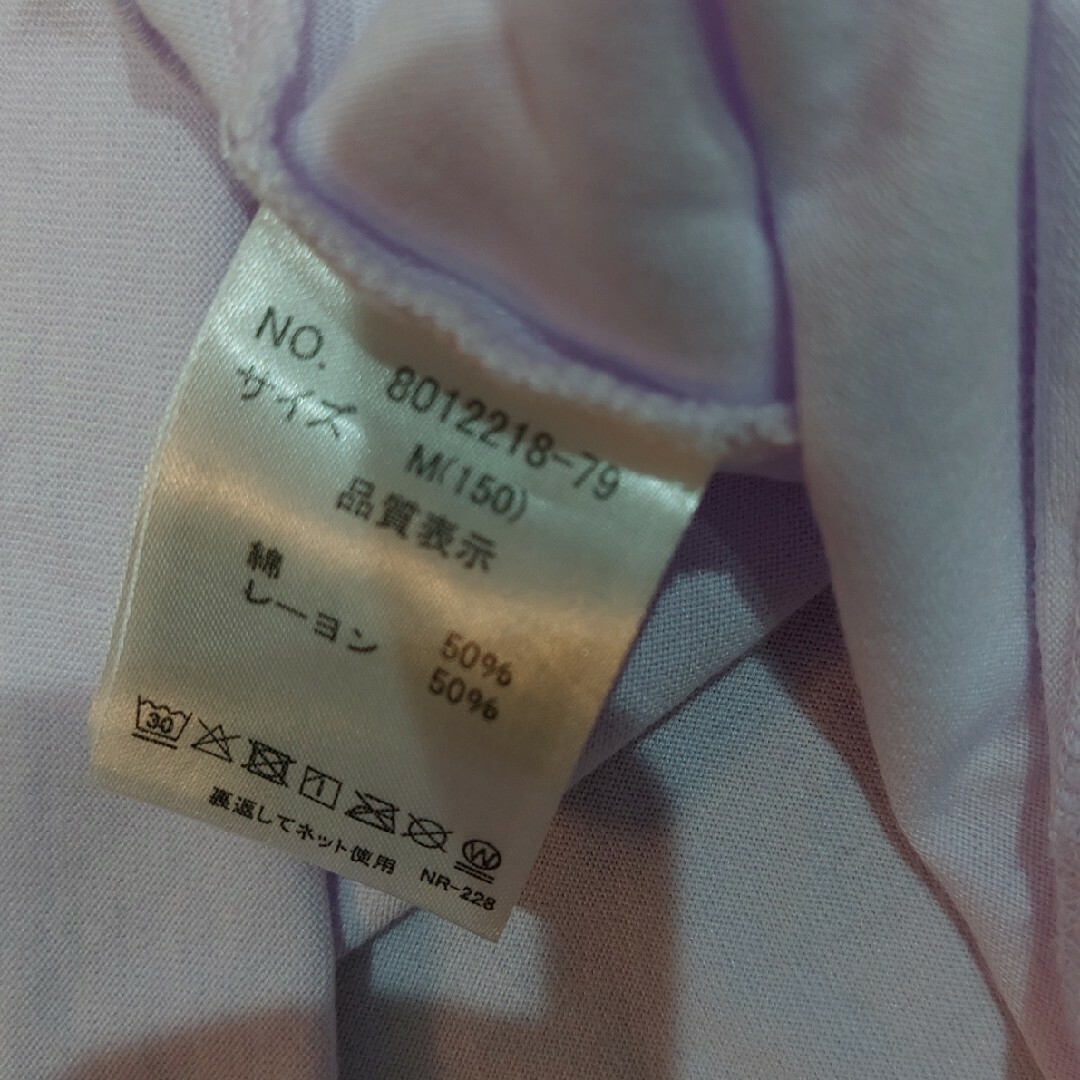 NO. 8012218-79
サイズ M(150)
品質表示
綿 50%
レーヨン 50%
30 W
裏返してネット使用 NR-228